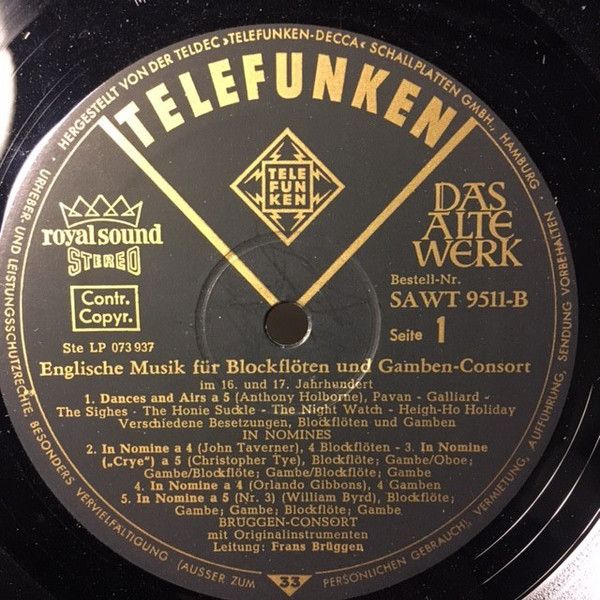 HERGESTELLT VON DER TELDEC »TELEFUNKEN-DECCA« SCHALLPLATTEN GMBH., HAMBURG
TELEFUNKEN
TELE
FUN
KEN
royal sound
STEREO
DAS
ALTE
WERK
Contr.
Copyr.
Bestell-Nr.
SAWT 9511-B
Seite 1
Ste LP 073 937
Englische Musik für Blockflöten und Gamben-Consort
im 16. und 17. Jahrhundert
1. Dances and Airs a 5 (Anthony Holborne), Pavan - Galliard -
The Sighes - The Honie Suckle - The Night Watch - Heigh-Ho Holiday
Verschiedene Besetzungen, Blockflöten und Gamben
IN NOMINES
2. In Nomine a 4 (John Taverner), 4 Blockflöten - 3. In Nomine
(„Crye") a 5 (Christopher Tye), Blockflöte; Gambe/Oboe;
Gambe/Blockflöte; Gambe/Blockflöte; Gambe
4. In Nomine a 4 (Orlando Gibbons), 4 Gamben
5. In Nomine a 5 (Nr. 3) (William Byrd), Blockflöte;
Gambe; Gambe; Blockflöte; Gambe
BRÜGGEN-CONSORT
mit Originalinstrumenten
Leitung: Frans Brüggen
33
URHEBER- UND LEISTUNGSSCHUTZRECHTE, BESONDERS VERVIELFÄLTIGUNG (AUSSER ZUM PERSÖNLICHEN GEBRAUCH), VERMIETUNG, AUFFÜHRUNG, SENDUNG VORBEHALTEN